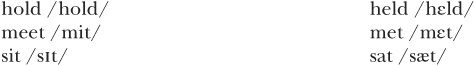 hold /hold/ held /hɛld/
meet /mit/ met /mɛt/
sit /sɪt/ sat /sæt/